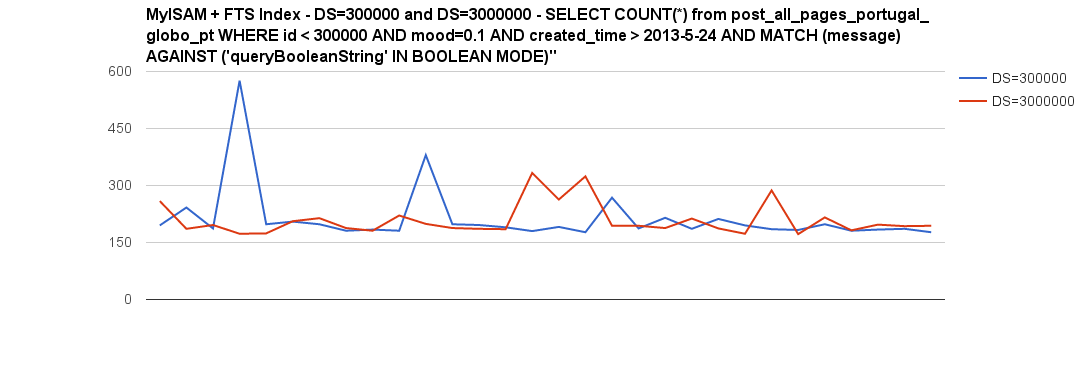 MyISAM + FTS Index - DS=300000 and DS=3000000 - SELECT COUNT(*) from post_all_pages_portugal_
globo_pt WHERE id < 300000 AND mood=0.1 AND created_time > 2013-5-24 AND MATCH (message)
AGAINST ('queryBooleanString' IN BOOLEAN MODE)"
600
DS=300000
DS=3000000
450
300
150
0